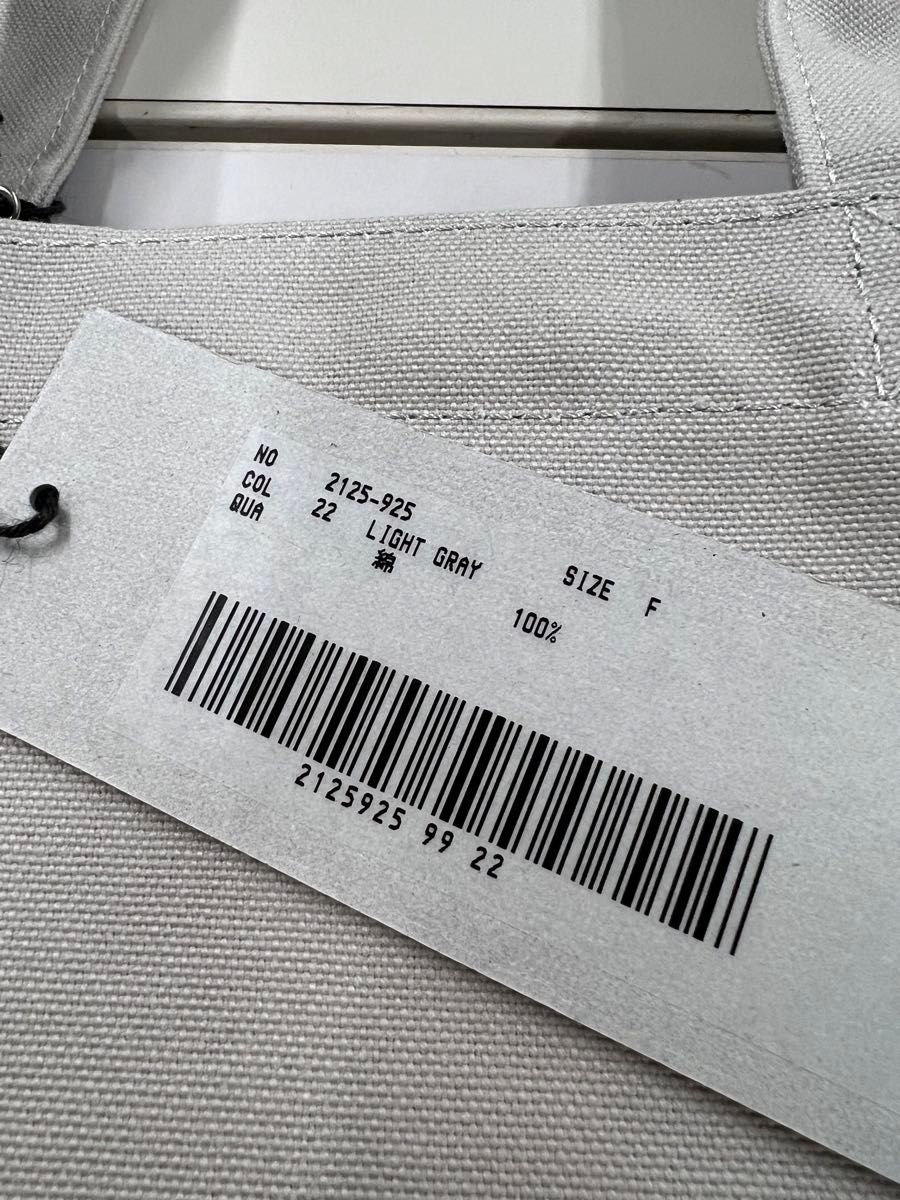 NO 2125-925
COL 22 LIGHT GRAY SIZE F
QUA 綿 100%
2125925 99 22